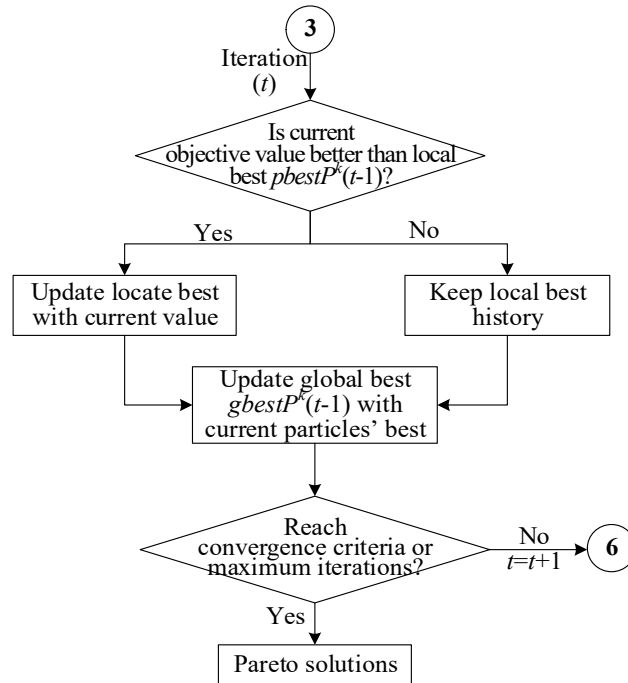 3
Iteration
(t)
Is current
objective value better than local
best pbestP^k(t-1)?
Yes
No
Update locate best
with current value
Keep local best
history
Update global best
gbestP^k(t-1) with
current particles’ best
Reach
convergence criteria or
maximum iterations?
No
t=t+1
6
Yes
Pareto solutions